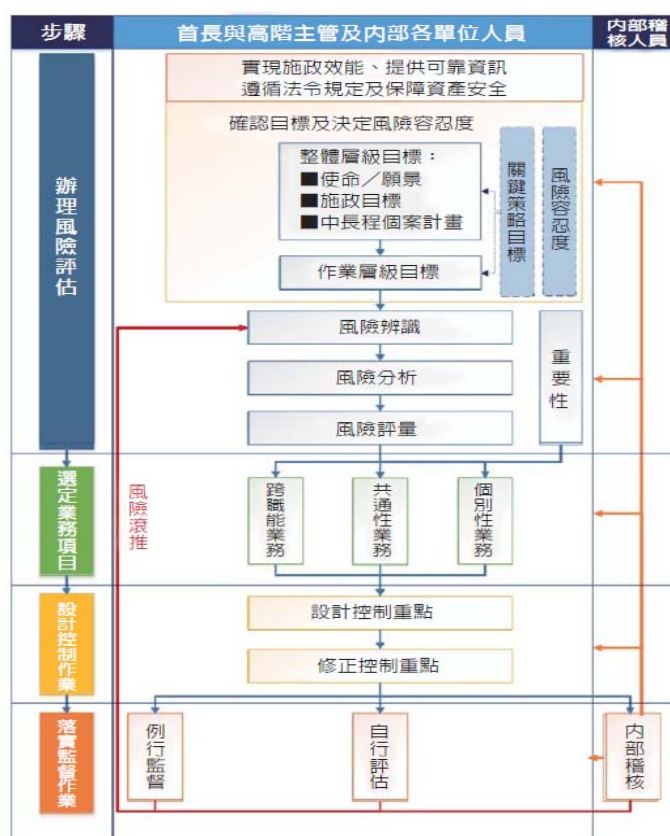 步驟
首長與高階主管及內部各單位人員
內部稽
核人員
實現施政效能、提供可靠資訊
遵循法令規定及保障資產安全
確認目標及決定風險容忍度
整體層級目標：
■使命／願景
■施政目標
■中長程個案計畫
關鍵策略目標
風險容忍度
作業層級目標
辦理風險評估
風險辨識
風險分析
風險評量
重要性
選定業務項目
風險滾推
跨職能業務
共通性業務
個別性業務
設計控制作業
設計控制重點
修正控制重點
落實監督作業
例行監督
自行評估
內部稽核